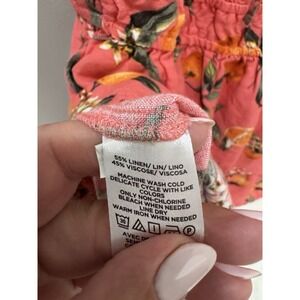 55% LINEN/ LIN/ LINO
45% VISCOSE/ VISCOSA
MACHINE WASH COLD
DELICATE CYCLE WITH LIKE
COLORS
ONLY NON-CHLORINE
BLEACH WHEN NEEDED
LINE DRY
WARM IRON WHEN NEEDED
AVEC